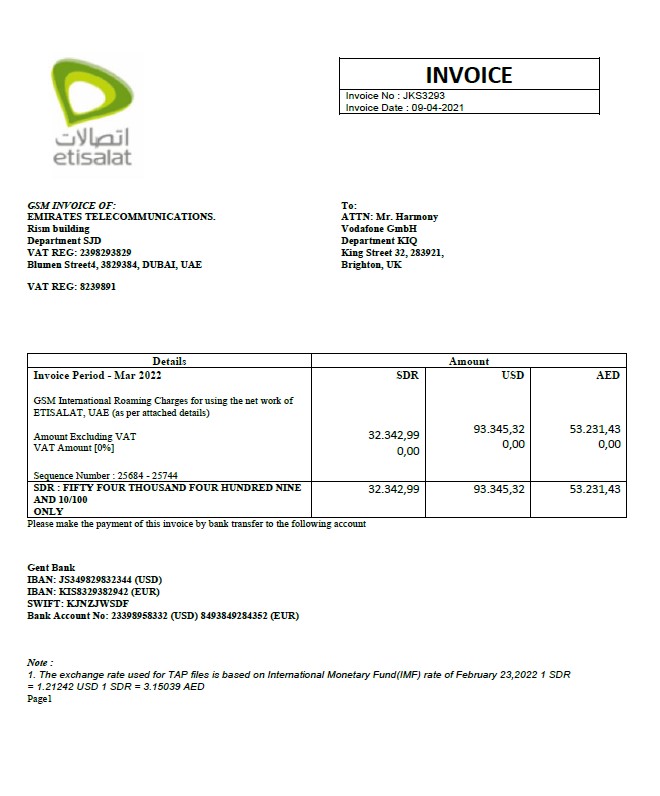 اتصالات
etisalat
INVOICE
Invoice No : JKS3293
Invoice Date : 09-04-2021
GSM INVOICE OF:
EMIRATES TELECOMMUNICATIONS.
Rism building
Department SJD
VAT REG: 2398293829
Blumen Street4, 3829384, DUBAI, UAE
VAT REG: 8239891
To:
ATTN: Mr. Harmony
Vodafone GmbH
Department KIQ
King Street 32, 283921,
Brighton, UK
Details Amount
Invoice Period - Mar 2022 SDR USD AED
GSM International Roaming Charges for using the net work of
ETISALAT, UAE (as per attached details)
Amount Excluding VAT 32.342,99 93.345,32 53.231,43
VAT Amount [0%] 0,00 0,00 0,00
Sequence Number : 25684 - 25744
SDR : FIFTY FOUR THOUSAND FOUR HUNDRED NINE 32.342,99 93.345,32 53.231,43
AND 10/100
ONLY
Please make the payment of this invoice by bank transfer to the following account
Gent Bank
IBAN: JS349829832344 (USD)
IBAN: KIS8329382942 (EUR)
SWIFT: KJNZJWSDF
Bank Account No: 23398958332 (USD) 8493849284352 (EUR)
Note :
1. The exchange rate used for TAP files is based on International Monetary Fund(IMF) rate of February 23,2022 1 SDR
= 1.21242 USD 1 SDR = 3.15039 AED
Page1